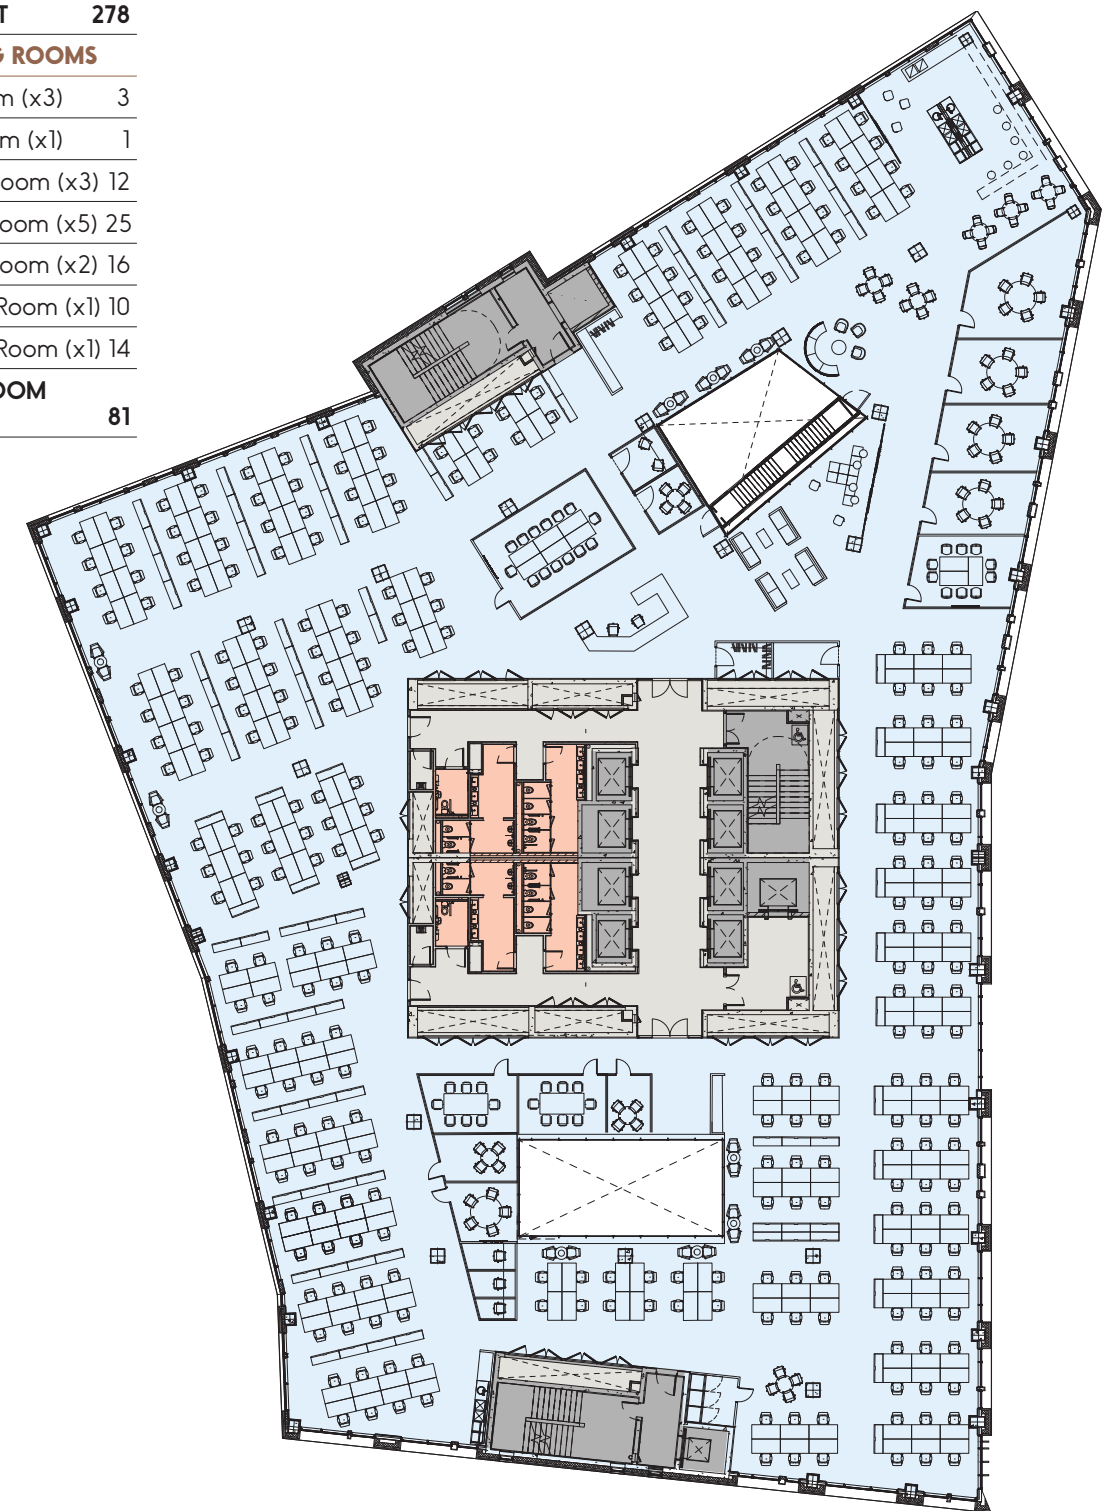 T 278
G ROOMS
m (x3) 3
m (x1) 1
oom (x3) 12
oom (x5) 25
oom (x2) 16
Room (x1) 10
Room (x1) 14
OOM
81